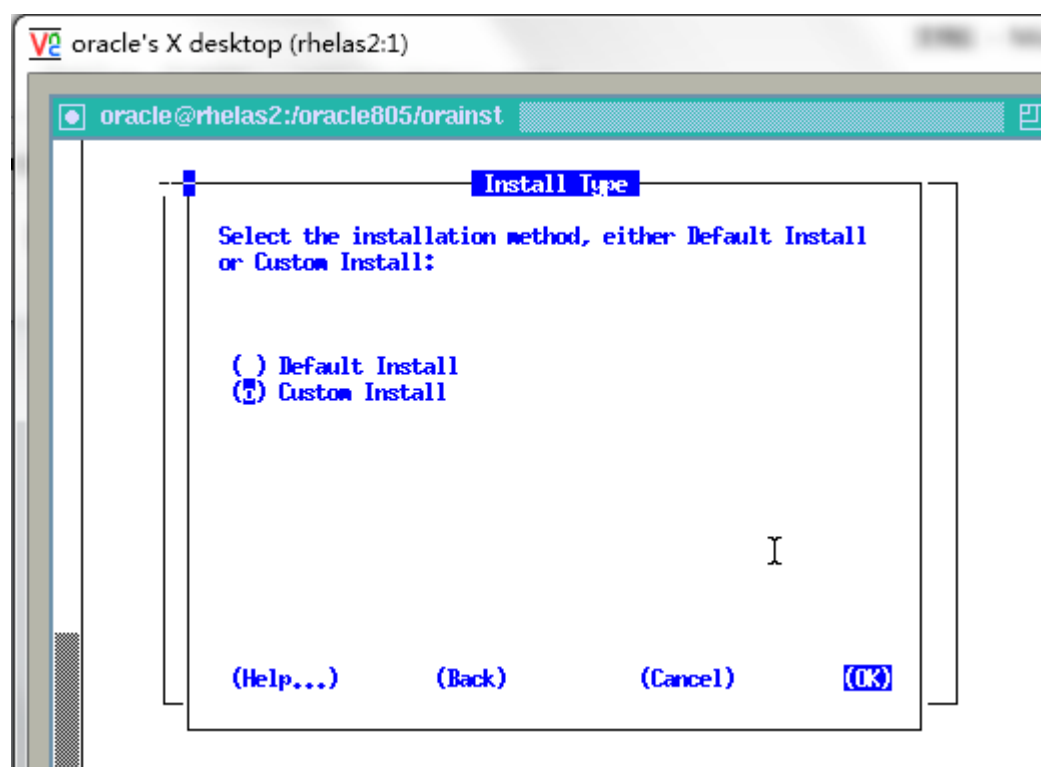 oracle's X desktop (rhelas2:1)
oracle@rhelas2:/oracle805/orainst
Install Type
Select the installation method, either Default Install
or Custom Install:
( ) Default Install
(*) Custom Install
(Help...) (Back) (Cancel) (OK)